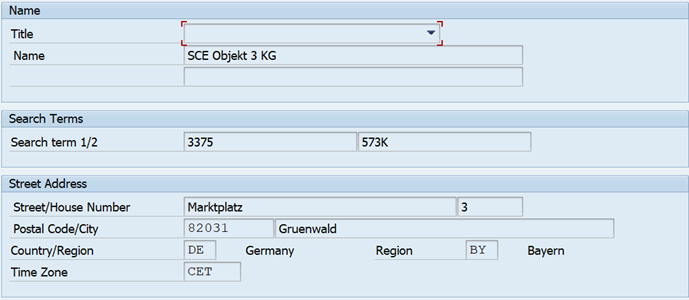 Name
Title
Name SCE Objekt 3 KG
Search Terms
Search term 1/2 3375 573K
Street Address
Street/House Number Marktplatz 3
Postal Code/City 82031 Gruenwald
Country/Region DE Germany Region BY Bayern
Time Zone CET